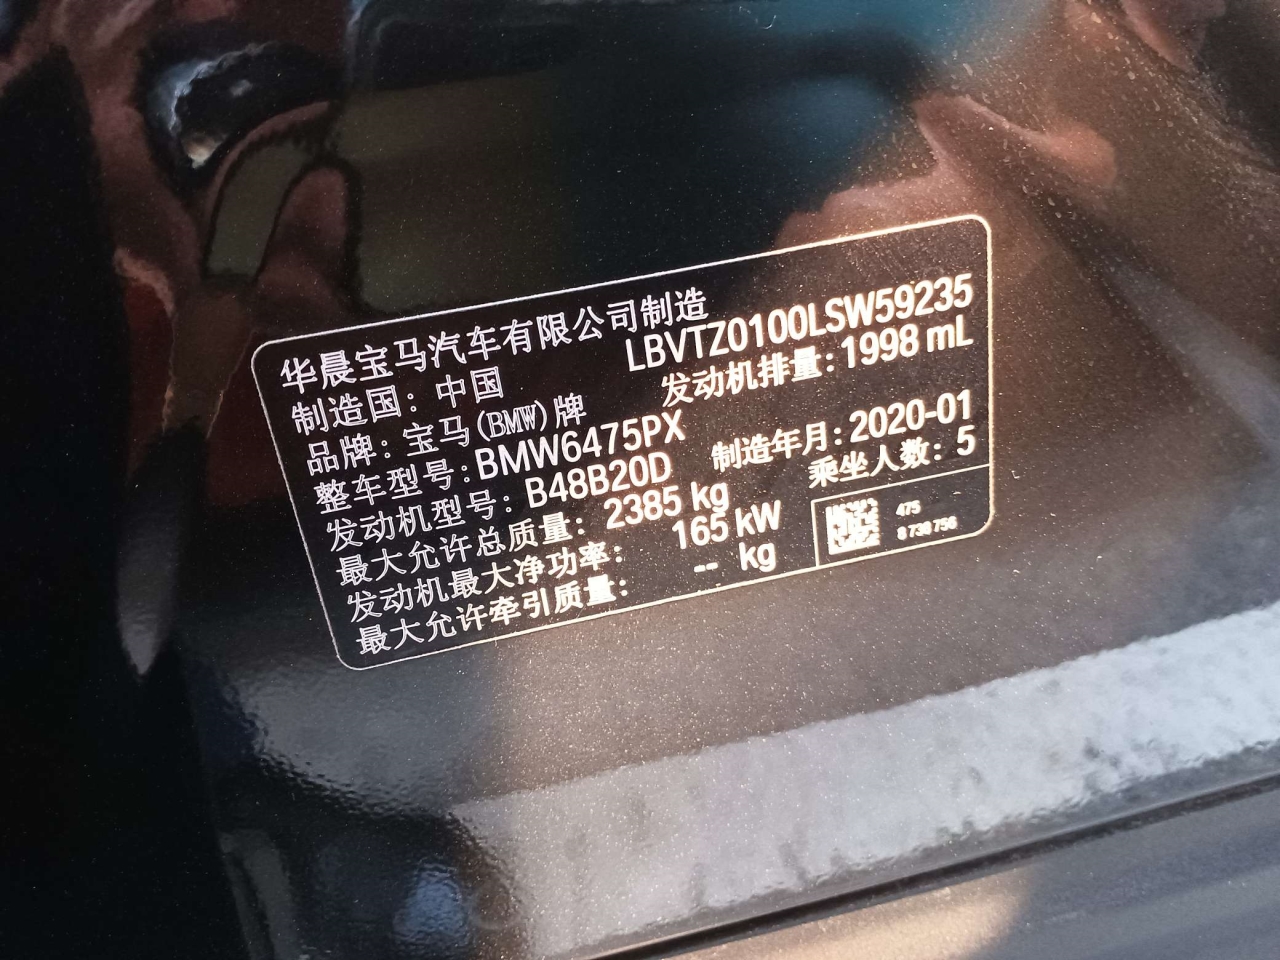 华晨宝马汽车有限公司制造
制造国：中国 LBVTZ0100LSW59235
品牌：宝马(BMW)牌 发动机排量：1998 mL
整车型号：BMW6475PX
发动机型号：B48B20D 制造年月：2020-01
最大允许总质量：2385 kg 乘坐人数：5
发动机最大净功率：165 kW
最大允许牵引质量：-- kg
475
8 738 756